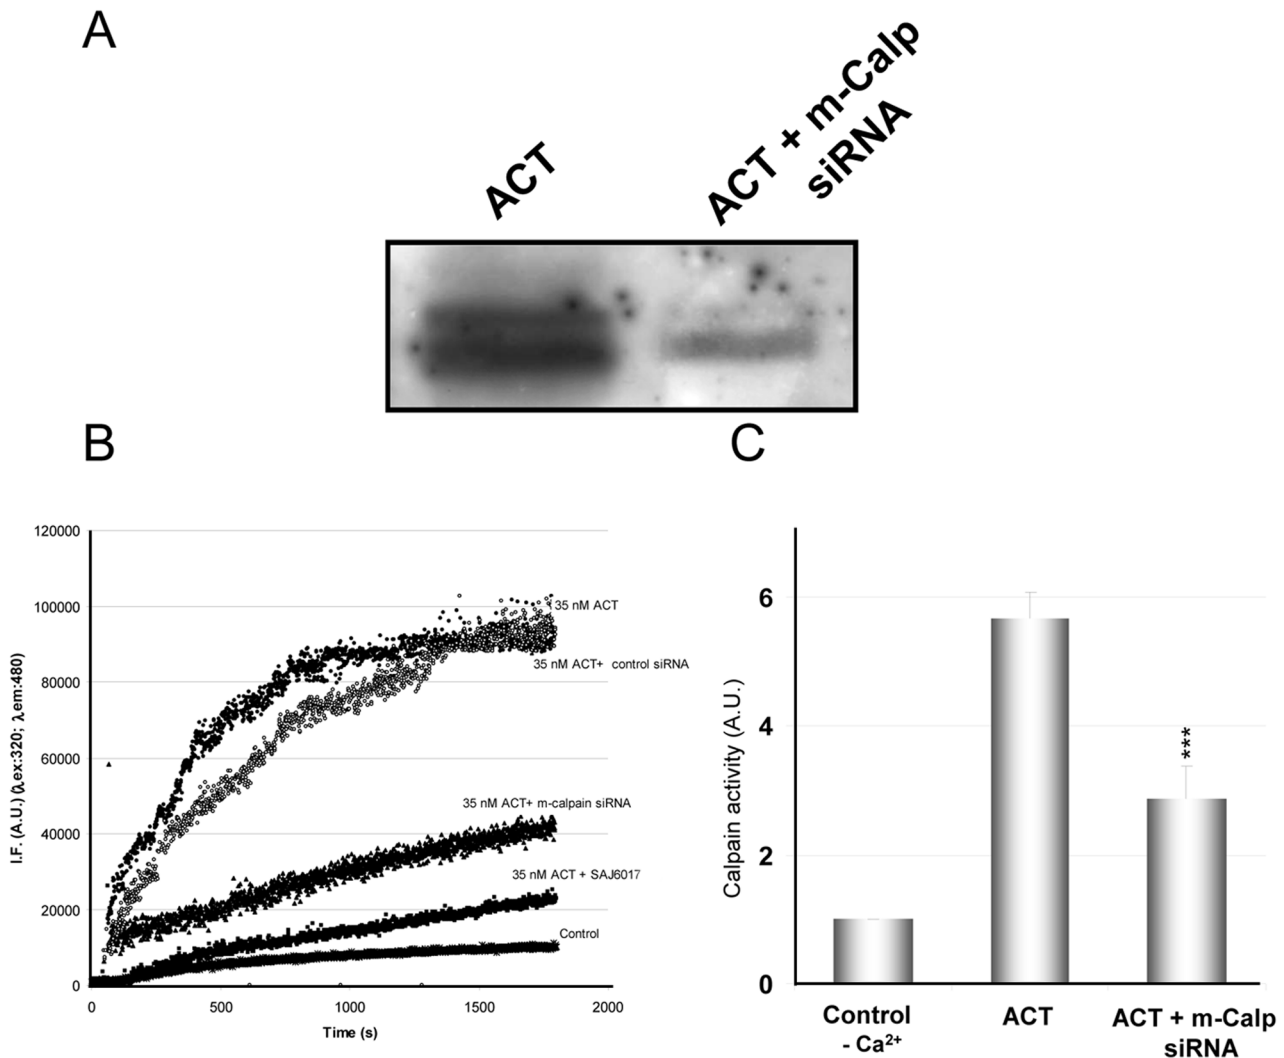 A
ACT
ACT + m-Calp
siRNA
B
120000
100000
80000
60000
40000
20000
0
I.F. (A.U.) (λex:320; λem:480)
35 nM ACT
35 nM ACT+ control siRNA
35 nM ACT+ m-calpain siRNA
35 nM ACT + SAJ6017
Control
0 500 1000 1500 2000
Time (s)
C
6
4
2
0
Calpain activity (A.U.)
***
Control
- Ca²⁺
ACT
ACT + m-Calp
siRNA